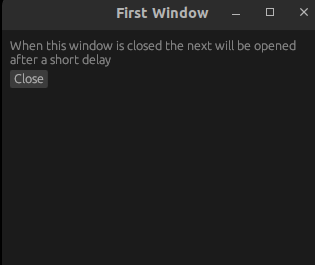 First Window
When this window is closed the next will be opened
after a short delay
Close